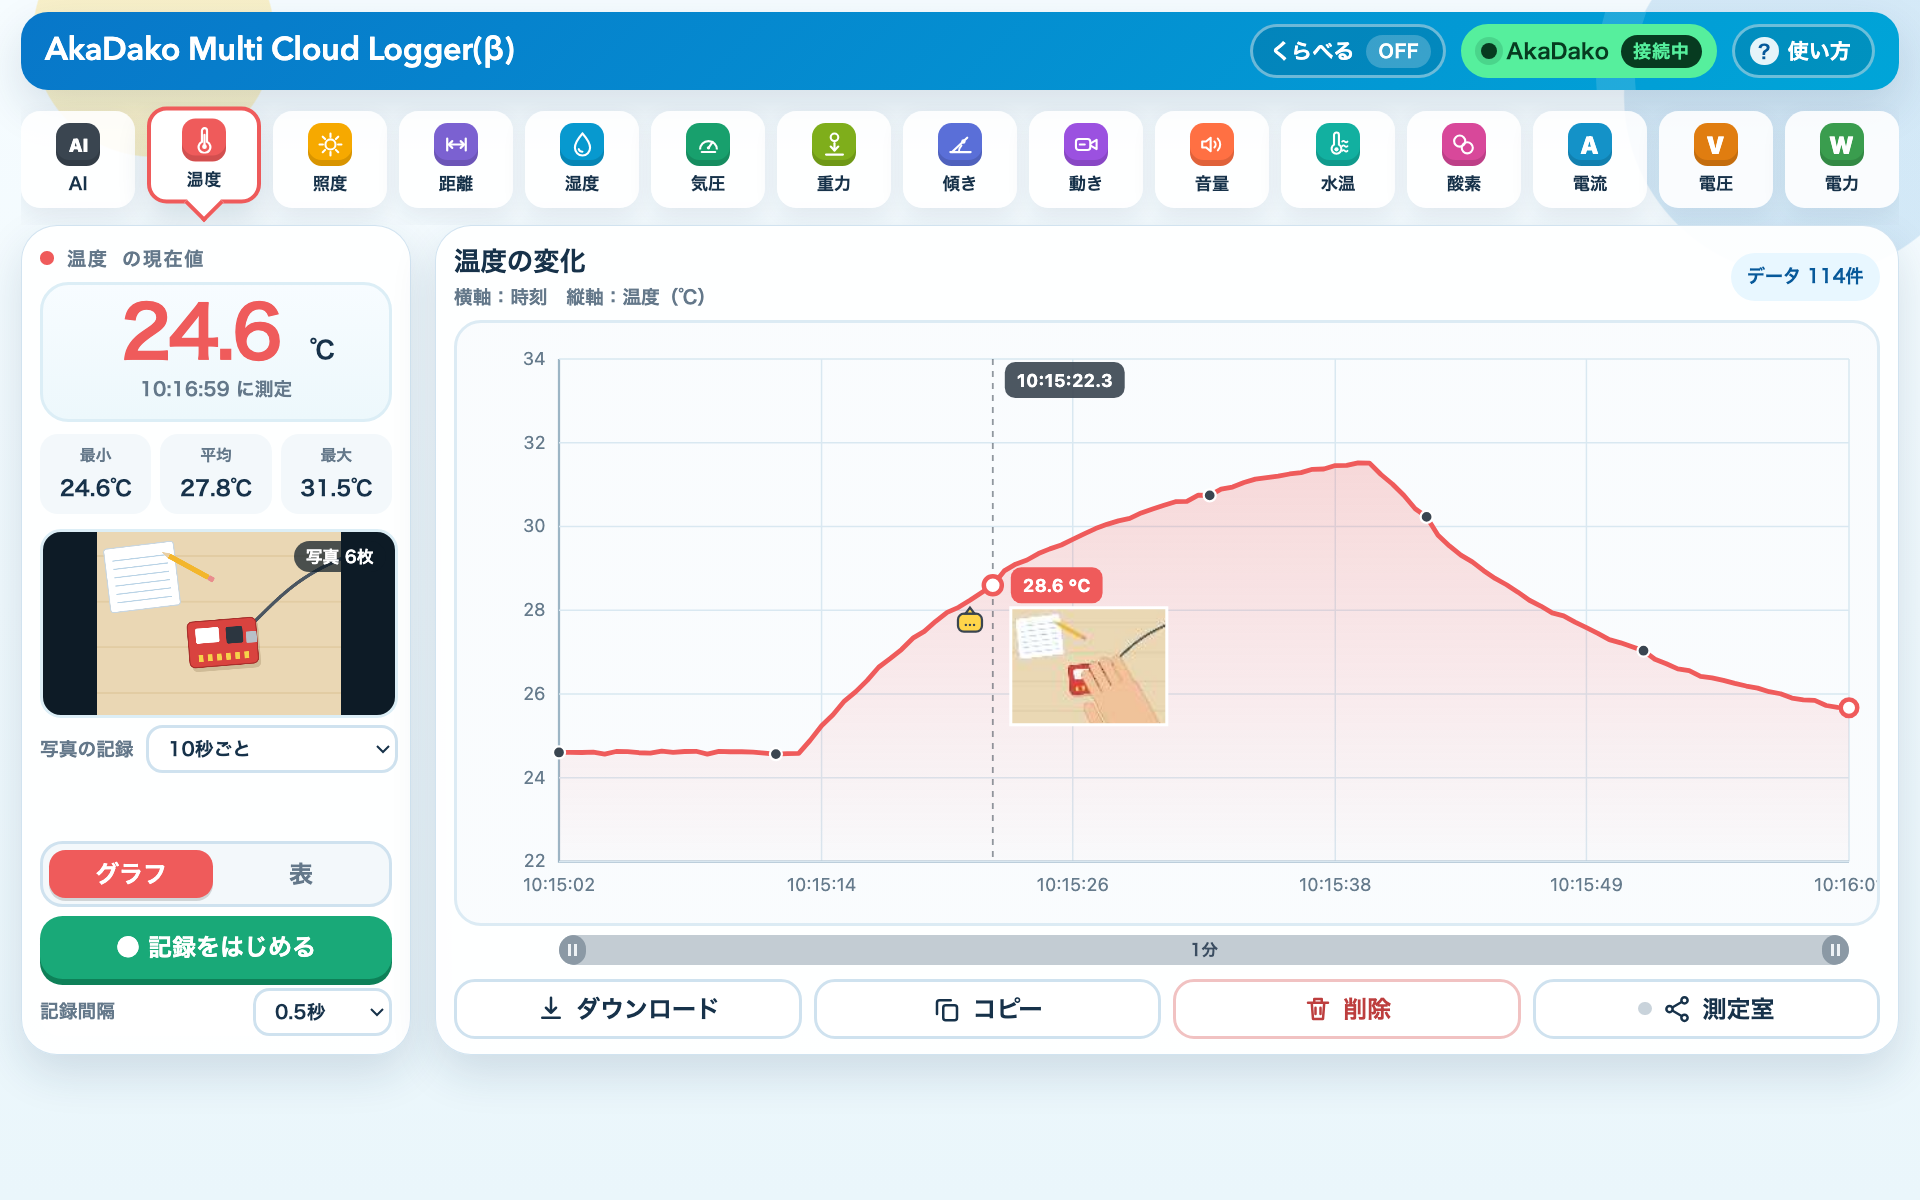 AkaDako Multi Cloud Logger(β)
くらべる OFF
AkaDako 接続中
? 使い方
AI
AI
温度
照度
距離
湿度
気圧
重力
傾き
動き
音量
水温
酸素
A
電流
V
電圧
W
電力
温度 の現在値
24.6 ℃
10:16:59 に測定
最小
24.6℃
平均
27.8℃
最大
31.5℃
写真 6枚
写真の記録
10秒ごと
グラフ
表
記録をはじめる
記録間隔
0.5秒
温度の変化
横軸：時刻 縦軸：温度（℃）
データ 114件
34
32
30
28
26
24
22
10:15:22.3
28.6 °C
10:15:02
10:15:14
10:15:26
10:15:38
10:15:49
10:16:0
1分
ダウンロード
コピー
削除
測定室